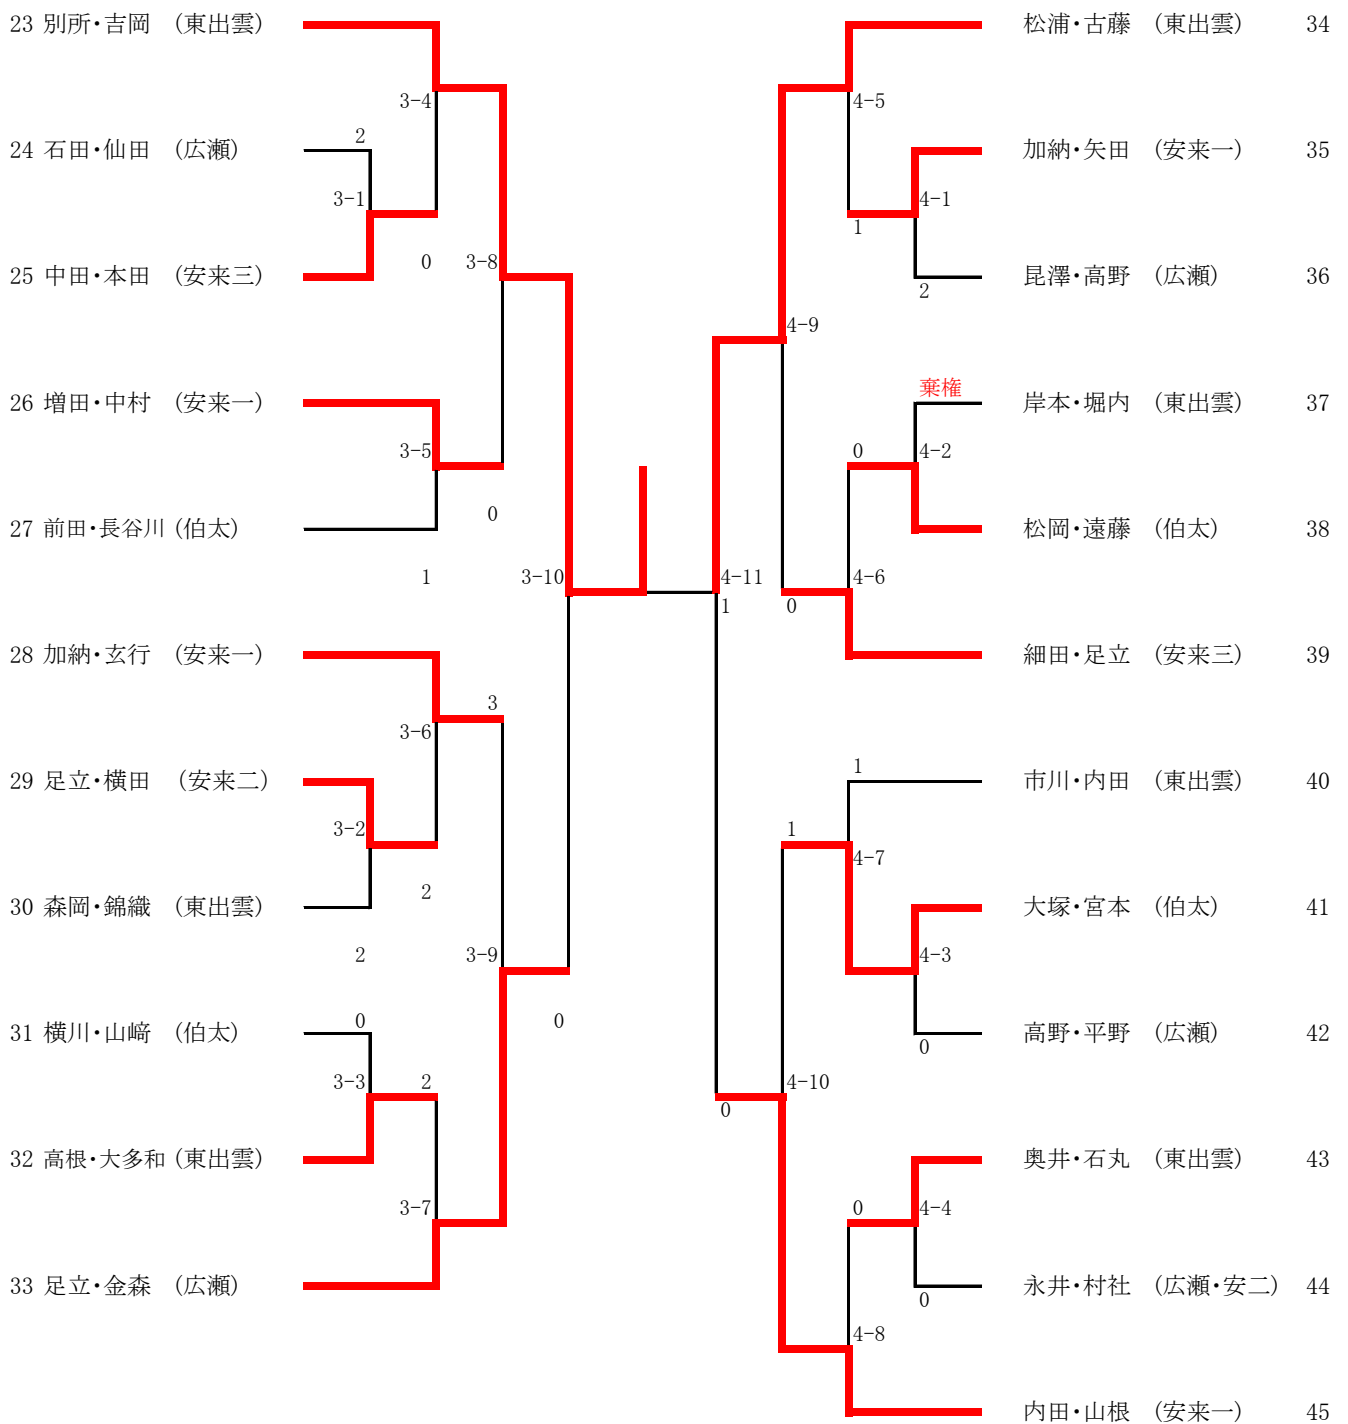 23 別所・吉岡 (東出雲)
松浦・古藤 (東出雲) 34
3-4
4-5
2
24 石田・仙田 (広瀬)
加納・矢田 (安来一) 35
3-1
4-1
1
0
3-8
25 中田・本田 (安来三)
昆澤・高野 (広瀬) 36
2
4-9
棄権
26 増田・中村 (安来一)
岸本・堀内 (東出雲) 37
3-5
0
4-2
0
27 前田・長谷川 (伯太)
松岡・遠藤 (伯太) 38
1
3-10
4-11
4-6
1
0
28 加納・玄行 (安来一)
細田・足立 (安来三) 39
3
3-6
1
29 足立・横田 (安来二)
市川・内田 (東出雲) 40
3-2
1
4-7
2
30 森岡・錦織 (東出雲)
大塚・宮本 (伯太) 41
2
3-9
4-3
0
0
31 横川・山﨑 (伯太)
高野・平野 (広瀬) 42
0
3-3
2
4-10
0
32 高根・大多和 (東出雲)
奥井・石丸 (東出雲) 43
3-7
0
4-4
33 足立・金森 (広瀬)
永井・村社 (広瀬・安二) 44
0
4-8
内田・山根 (安来一) 45